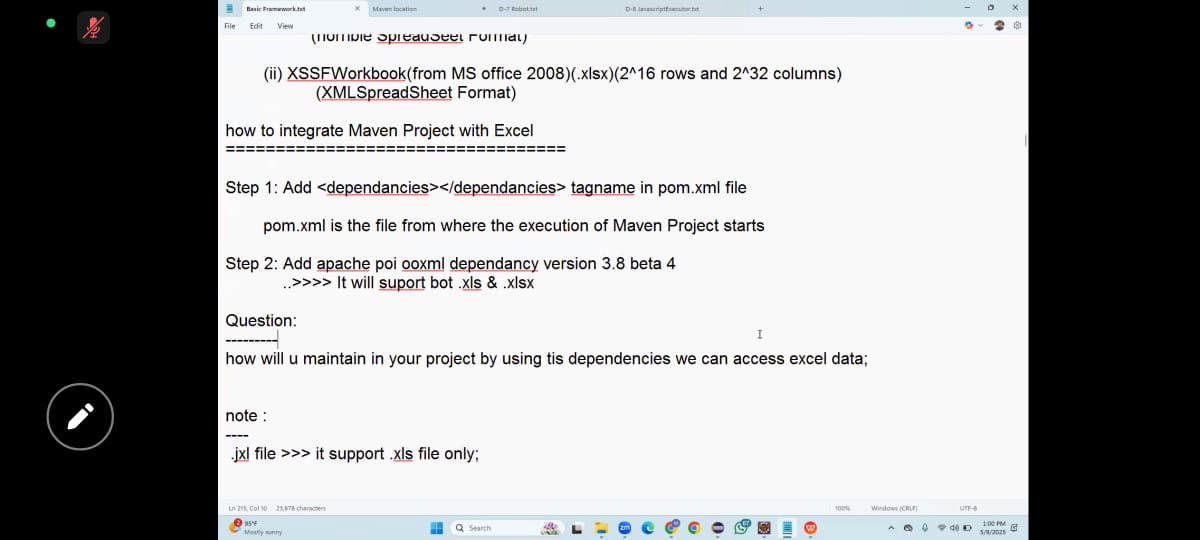 Basic Framework.txt
Maven location
D-7 Robot.txt
D-8 JavascriptExecutor txt
File Edit View
(Horrible SpreadSeet Format)
(ii) XSSFWorkbook(from MS office 2008)(.xlsx)(2^16 rows and 2^32 columns)
(XMLSpreadSheet Format)
how to integrate Maven Project with Excel
==================================
Step 1: Add <dependancies></dependancies> tagname in pom.xml file
pom.xml is the file from where the execution of Maven Project starts
Step 2: Add apache poi ooxml dependancy version 3.8 beta 4
..>>>> It will suport bot .xls & .xlsx
Question:
---------
how will u maintain in your project by using tis dependencies we can access excel data;
note :
----
.jxl file >>> it support .xls file only;
Ln 215, Col 10 23,878 characters 100% Windows (CRLF) UTF-8
95°F
Mostly sunny
Search
zm
1:00 PM
5/9/2025